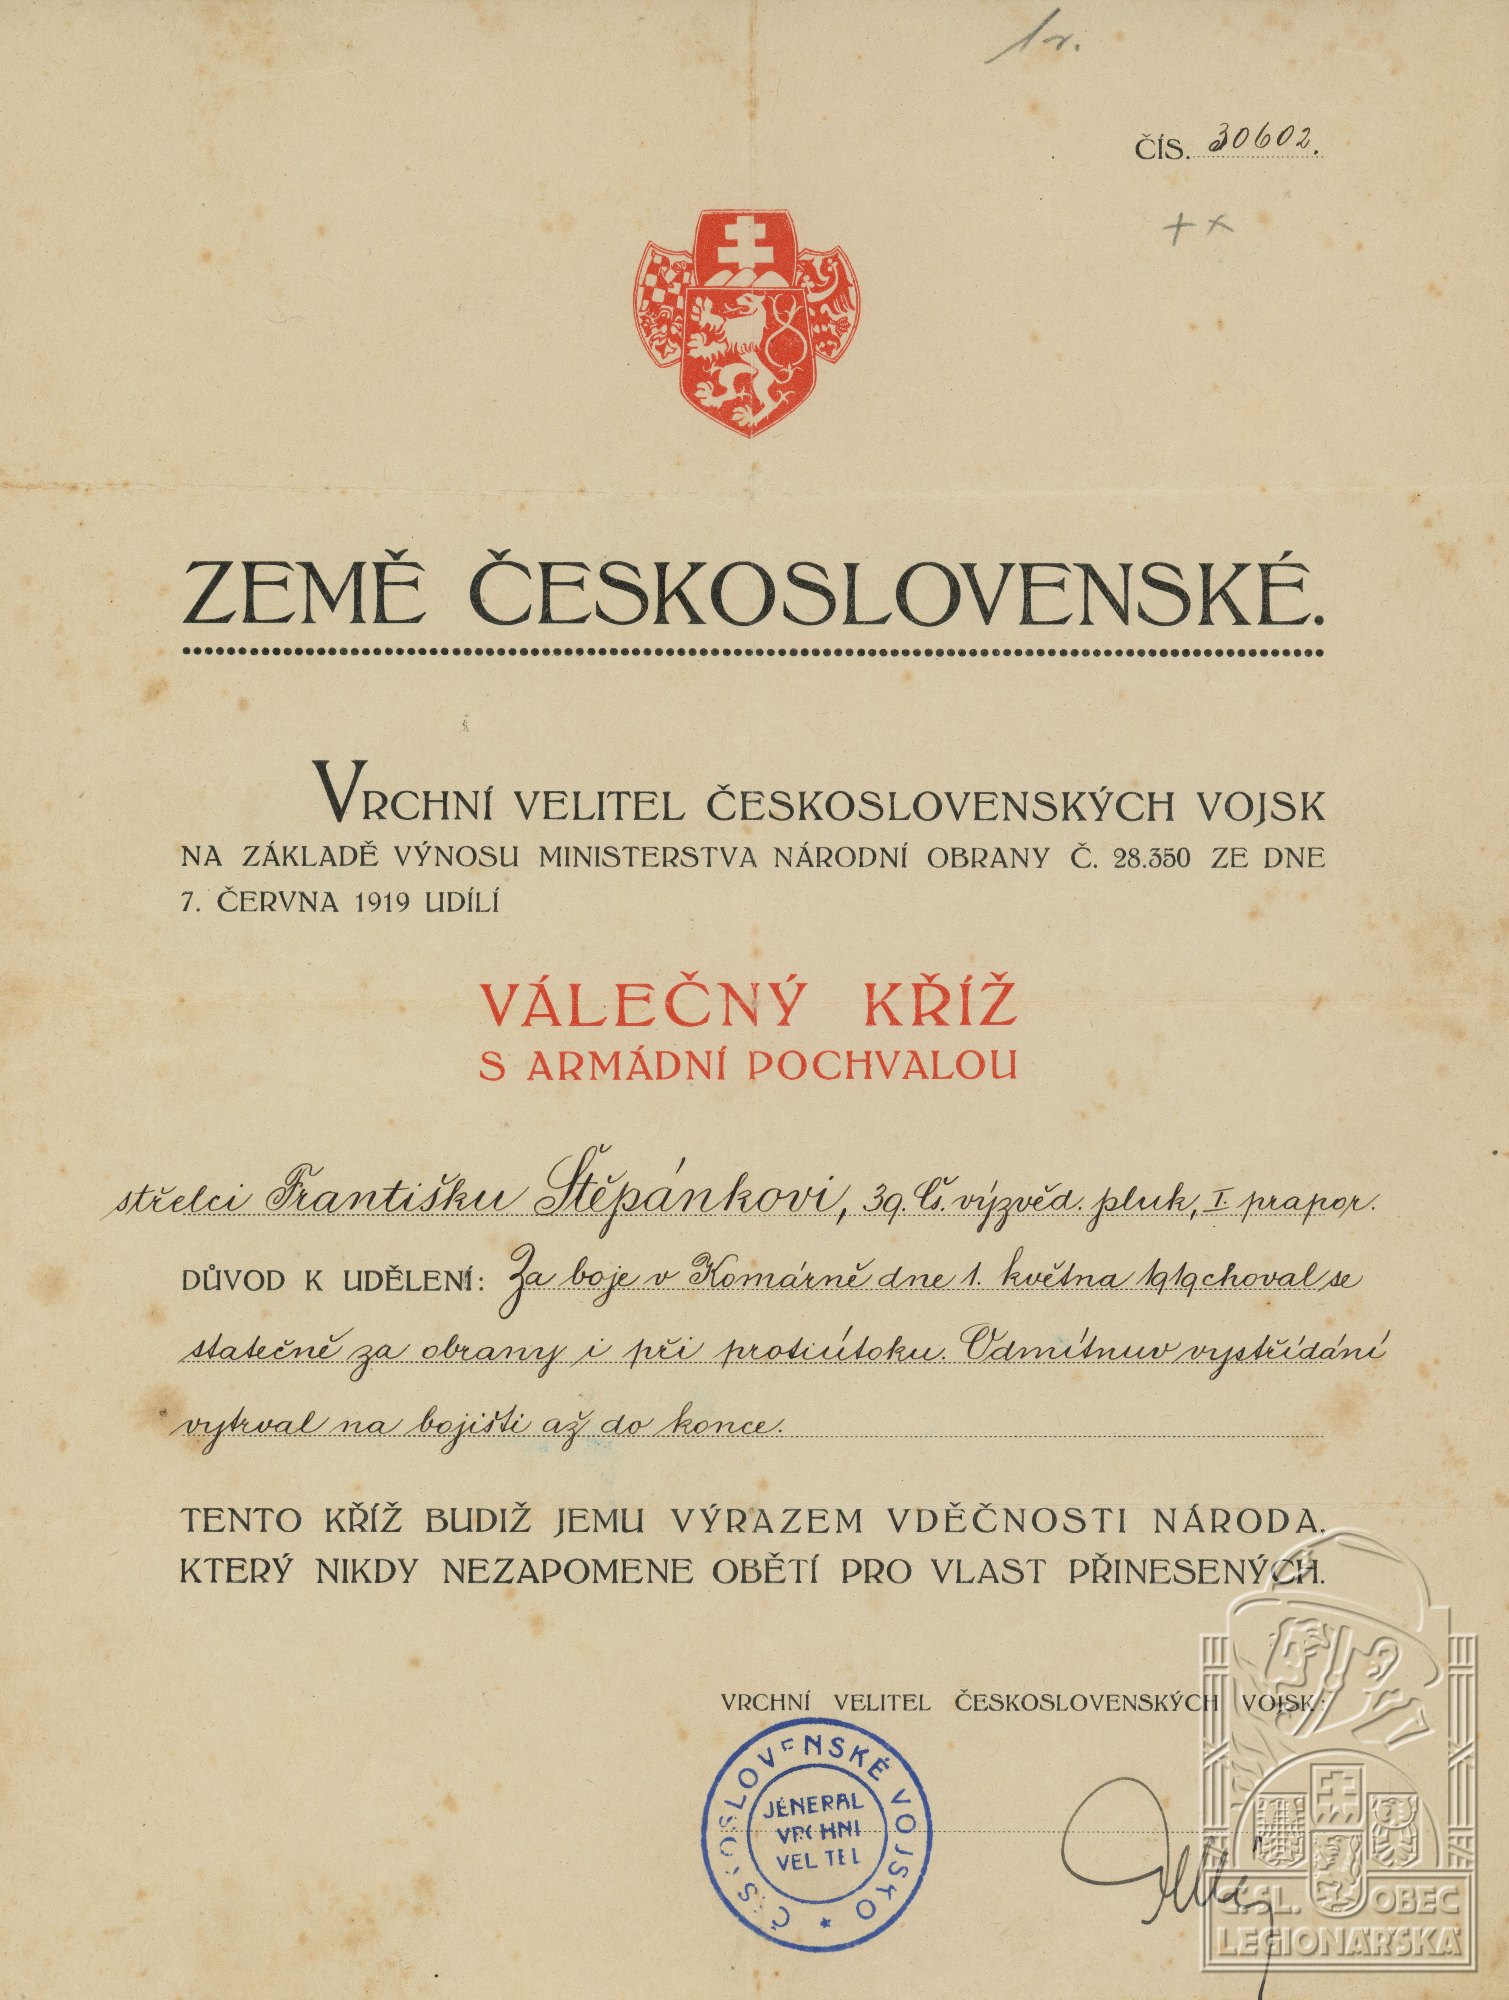 1r.
ČÍS. 30602.
+ x
ZEMĚ ČESKOSLOVENSKÉ.
VRCHNÍ VELITEL ČESKOSLOVENSKÝCH VOJSK
NA ZÁKLADĚ VÝNOSU MINISTERSTVA NÁRODNÍ OBRANY Č. 28.350 ZE DNE
7. ČERVNA 1919 UDÍLÍ
VÁLEČNÝ KŘÍŽ
S ARMÁDNÍ POCHVALOU
střelci Františku Štěpánkovi, 39. čs. výzvěd. pluk, I. prapor.
DŮVOD K UDĚLENÍ: Za boje v Komárně dne 1. května 1919 choval se
statečně za obrany i při protiútoku. Odmítnuv vystřídání
vytrval na bojišti až do konce.
TENTO KŘÍŽ BUDIŽ JEMU VÝRAZEM VDĚČNOSTI NÁRODA,
KTERÝ NIKDY NEZAPOMENE OBĚTÍ PRO VLAST PŘINESENÝCH.
VRCHNÍ VELITEL ČESKOSLOVENSKÝCH VOJSK:
ČESKOSLOVENSKÉ VOJSKO
JENERAL
VRCHNI
VELITEL
Č.SL. OBEC
LEGIONÁŘSKÁ